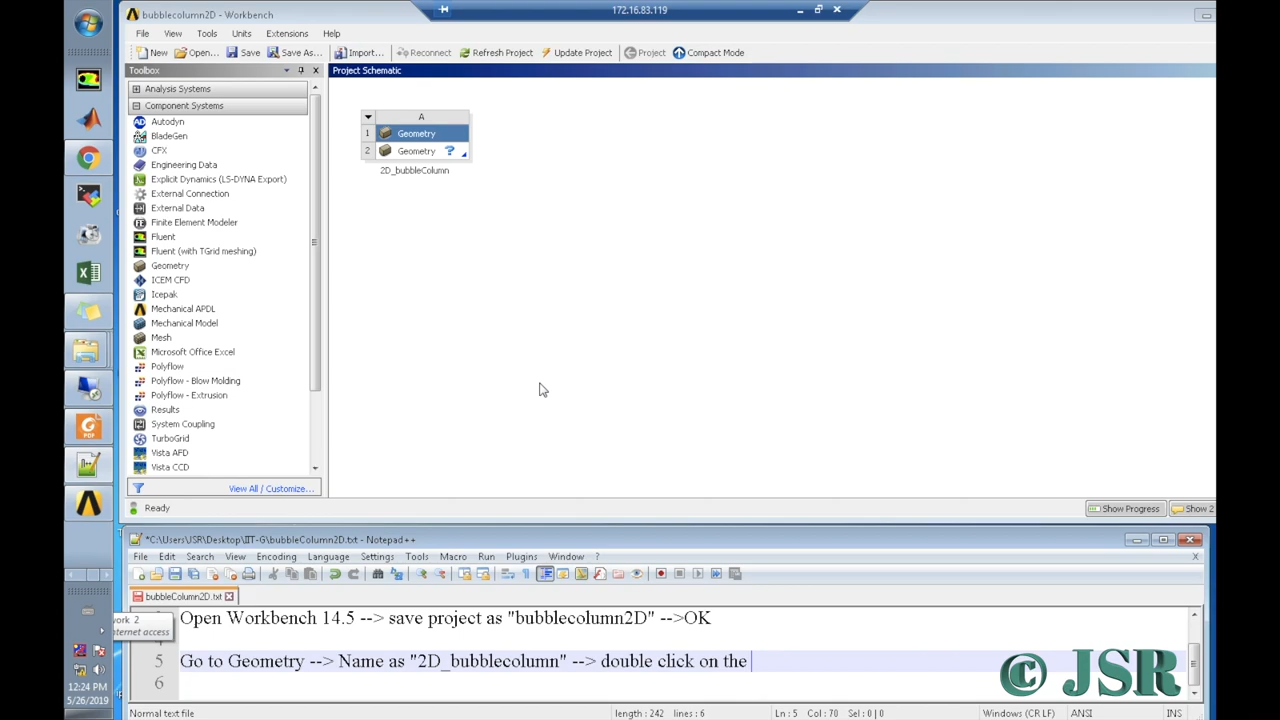 bubblecolumn2D - Workbench
172.16.83.119
File View Tools Units Extensions Help
New Open... Save Save As... Import... Reconnect Refresh Project Update Project Project Compact Mode
Toolbox
Project Schematic
Analysis Systems
Component Systems
Autodyn
BladeGen
CFX
Engineering Data
Explicit Dynamics (LS-DYNA Export)
External Connection
External Data
Finite Element Modeler
Fluent
Fluent (with TGrid meshing)
Geometry
ICEM CFD
Icepak
Mechanical APDL
Mechanical Model
Mesh
Microsoft Office Excel
Polyflow
Polyflow - Blow Molding
Polyflow - Extrusion
Results
System Coupling
TurboGrid
Vista AFD
Vista CCD
View All / Customize...
A
1 Geometry
2 Geometry ?
2D_bubbleColumn
Ready
Show Progress
Show 2
*C:\Users\JSR\Desktop\IIT-G\bubbleColumn2D.txt - Notepad++
File Edit Search View Encoding Language Settings Tools Macro Run Plugins Window ?
X
bubbleColumn2D.txt
Open Workbench 14.5 --> save project as "bubblecolumn2D" -->OK
5 Go to Geometry --> Name as "2D_bubblecolumn" --> double click on the
6
Normal text file length : 242 lines : 6 Ln : 5 Col : 70 Sel : 0 | 0 Windows (CR LF) ANSI INS
work 2
nternet access
12:24 PM
5/26/2019
PDF
© JSR